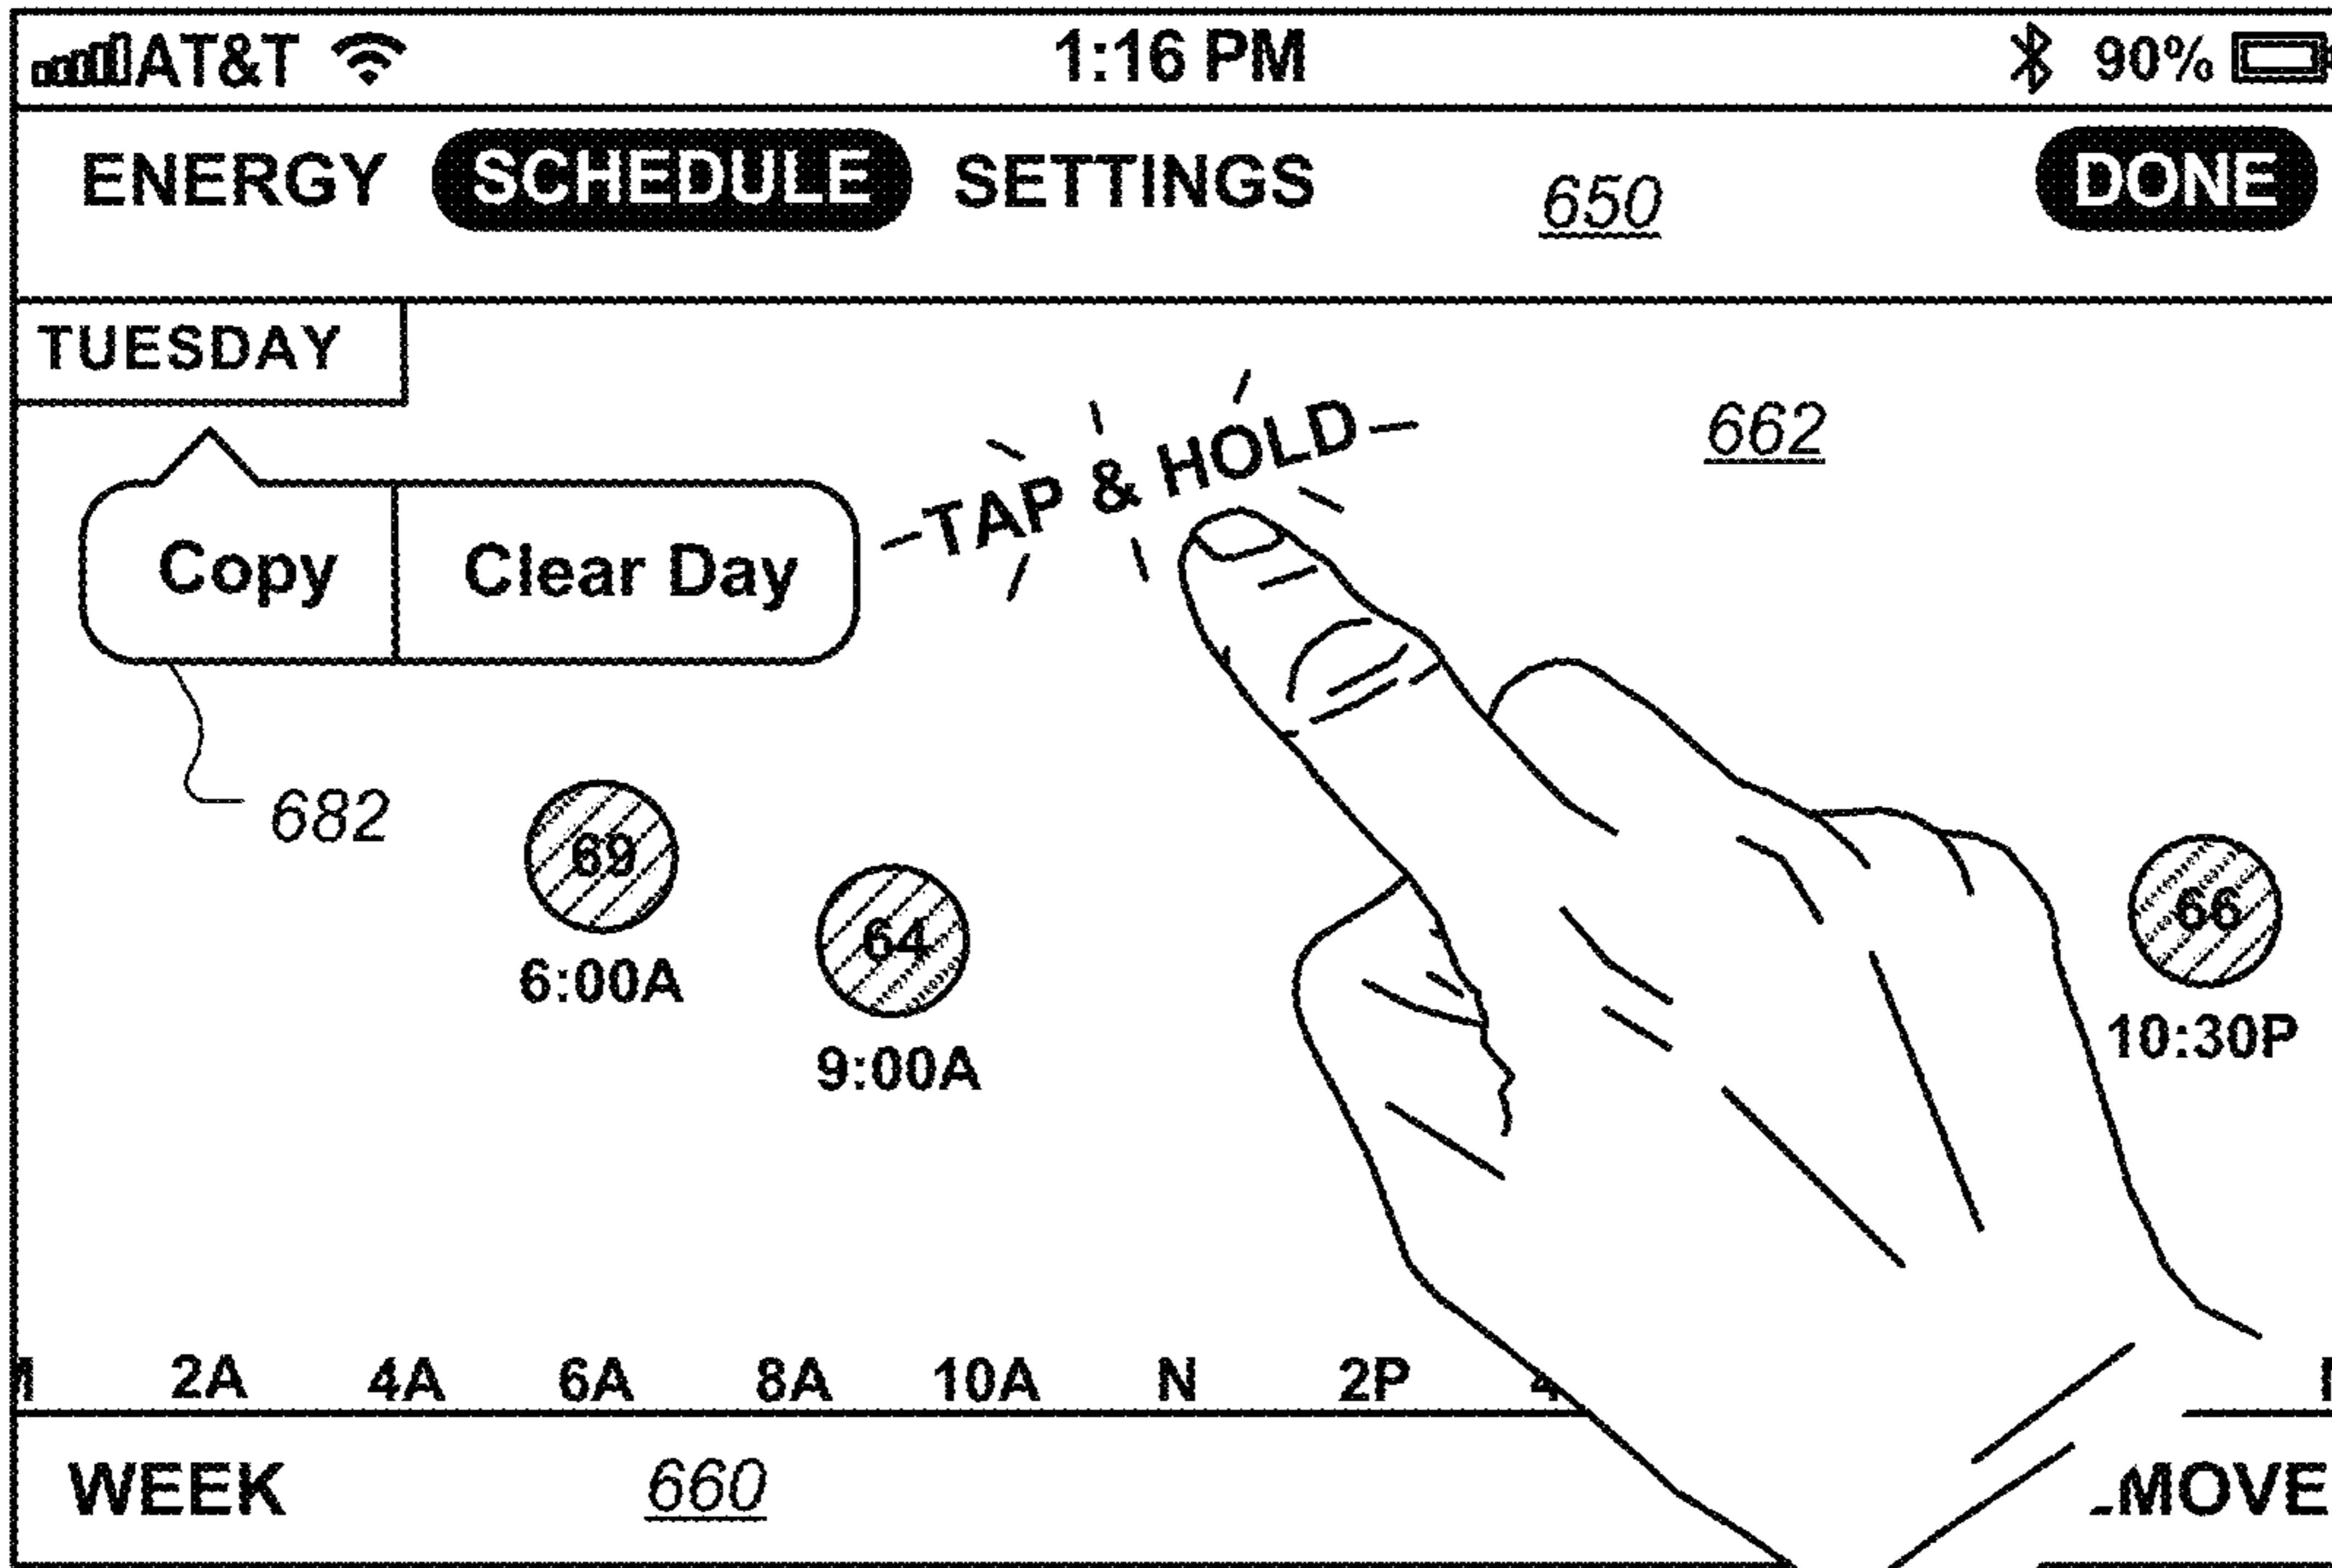 AT&T 1:16 PM 90%
ENERGY SCHEDULE SETTINGS 650 DONE
TUESDAY
TAP & HOLD
662
Copy Clear Day
682
69
64
66
6:00A
9:00A
10:30P
2A 4A 6A 8A 10A N 2P 4
WEEK 660 MOVE